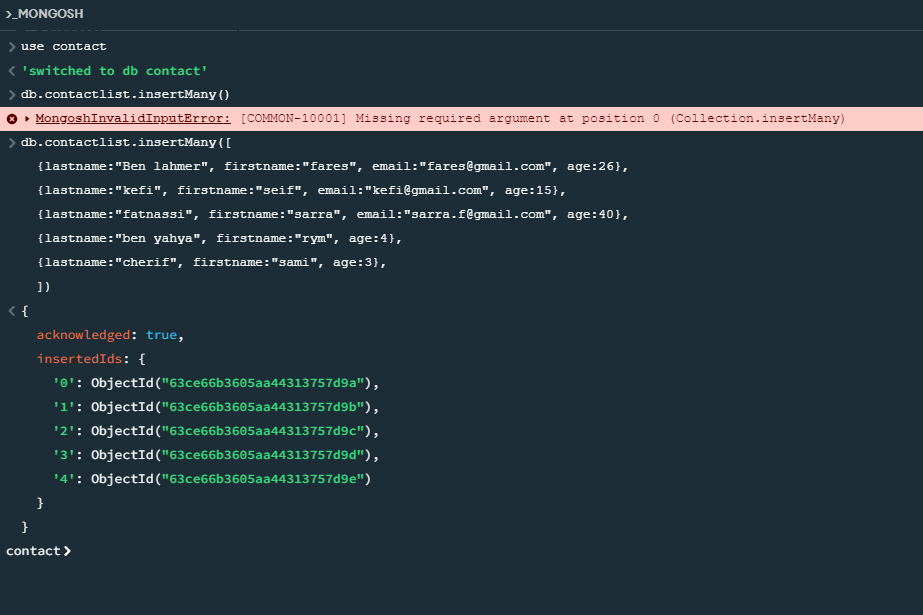 >_MONGOSH
> use contact
< 'switched to db contact'
> db.contactlist.insertMany()
MongoshInvalidInputError: [COMMON-10001] Missing required argument at position 0 (Collection.insertMany)
> db.contactlist.insertMany([
{lastname:"Ben lahmer", firstname:"fares", email:"fares@gmail.com", age:26},
{lastname:"kefi", firstname:"seif", email:"kefi@gmail.com", age:15},
{lastname:"fatnassi", firstname:"sarra", email:"sarra.f@gmail.com", age:40},
{lastname:"ben yahya", firstname:"rym", age:4},
{lastname:"cherif", firstname:"sami", age:3},
])
< {
acknowledged: true,
insertedIds: {
'0': ObjectId("63ce66b3605aa44313757d9a"),
'1': ObjectId("63ce66b3605aa44313757d9b"),
'2': ObjectId("63ce66b3605aa44313757d9c"),
'3': ObjectId("63ce66b3605aa44313757d9d"),
'4': ObjectId("63ce66b3605aa44313757d9e")
}
}
contact>